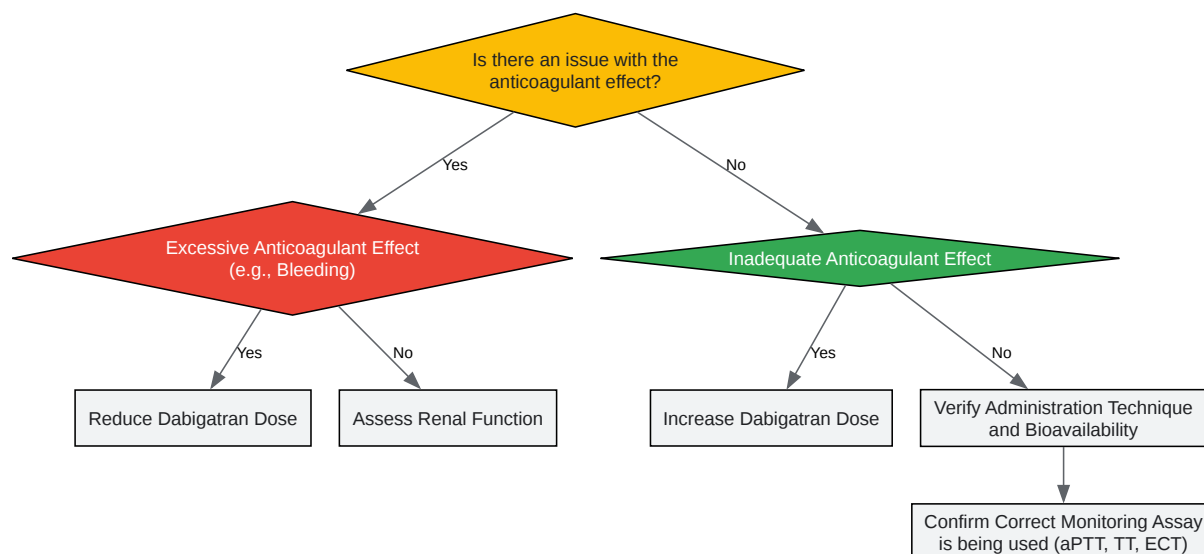 Is there an issue with the
anticoagulant effect?
Yes
No
Excessive Anticoagulant Effect
(e.g., Bleeding)
Inadequate Anticoagulant Effect
Yes
No
Yes
No
Reduce Dabigatran Dose
Assess Renal Function
Increase Dabigatran Dose
Verify Administration Technique
and Bioavailability
Confirm Correct Monitoring Assay
is being used (aPTT, TT, ECT)